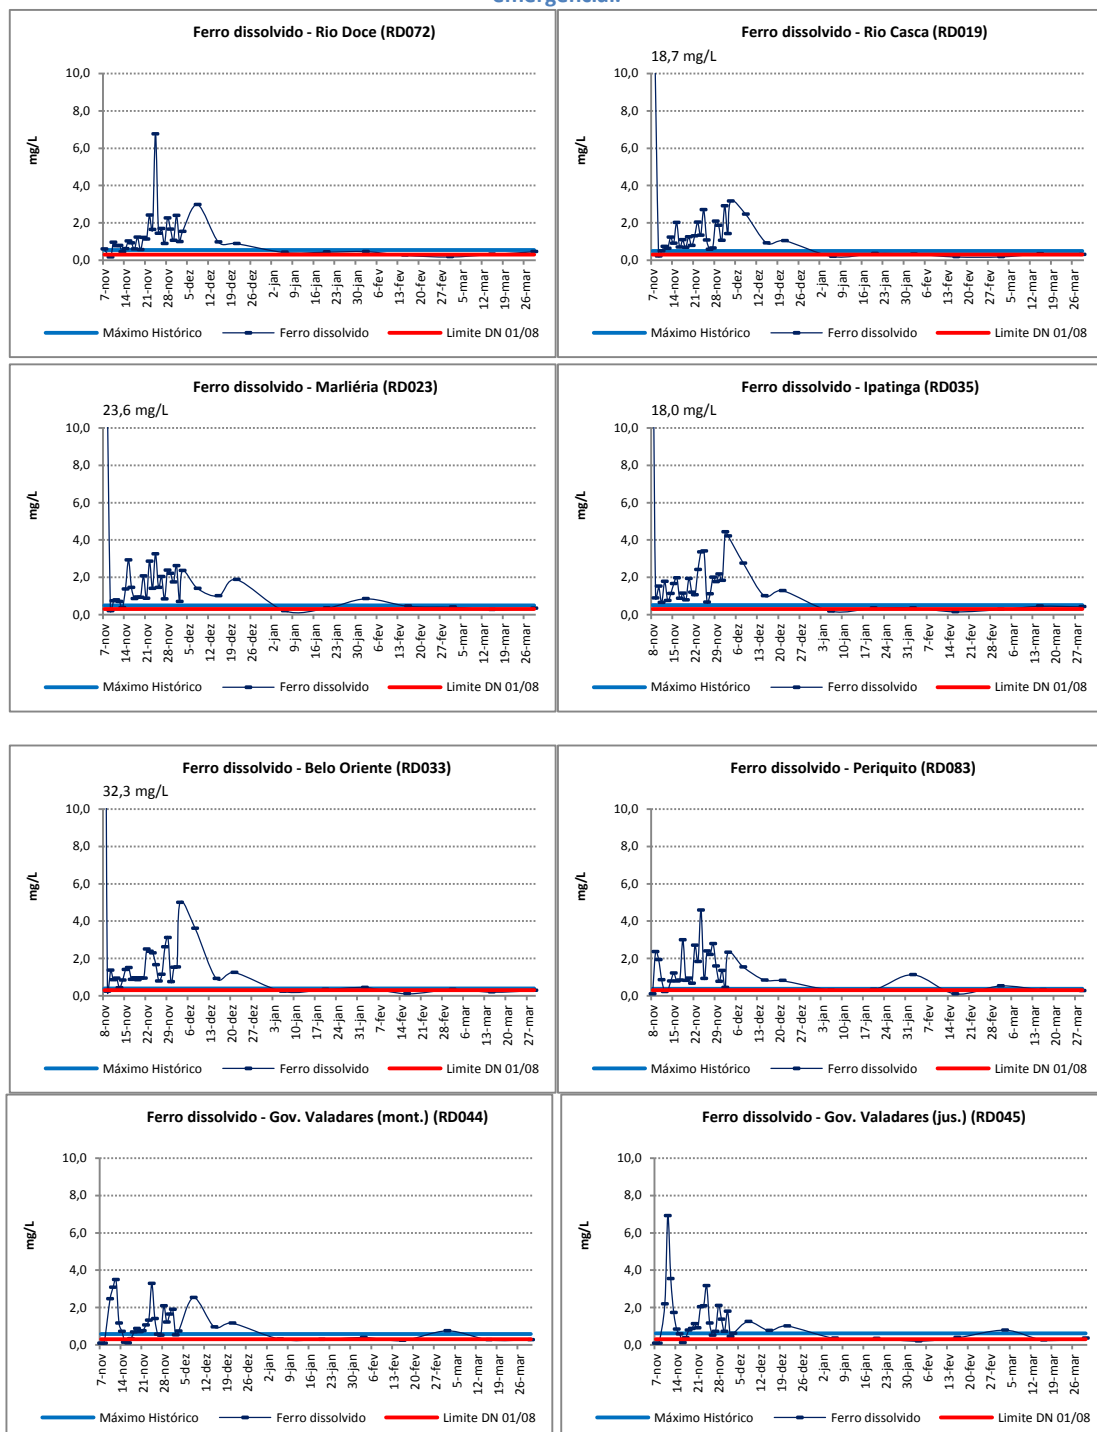 emergencial.
Ferro dissolvido - Rio Doce (RD072)
10,0
8,0
6,0
4,0
2,0
0,0
mg/L
7-nov 14-nov 21-nov 28-nov 5-dez 12-dez 19-dez 26-dez 2-jan 9-jan 16-jan 23-jan 30-jan 6-fev 13-fev 20-fev 27-fev 5-mar 12-mar 19-mar 26-mar
Máximo Histórico Ferro dissolvido Limite DN 01/08
Ferro dissolvido - Rio Casca (RD019)
18,7 mg/L
10,0
8,0
6,0
4,0
2,0
0,0
mg/L
7-nov 14-nov 21-nov 28-nov 5-dez 12-dez 19-dez 26-dez 2-jan 9-jan 16-jan 23-jan 30-jan 6-fev 13-fev 20-fev 27-fev 5-mar 12-mar 19-mar 26-mar
Máximo Histórico Ferro dissolvido Limite DN 01/08
Ferro dissolvido - Marliéria (RD023)
23,6 mg/L
10,0
8,0
6,0
4,0
2,0
0,0
mg/L
7-nov 14-nov 21-nov 28-nov 5-dez 12-dez 19-dez 26-dez 2-jan 9-jan 16-jan 23-jan 30-jan 6-fev 13-fev 20-fev 27-fev 5-mar 12-mar 19-mar 26-mar
Máximo Histórico Ferro dissolvido Limite DN 01/08
Ferro dissolvido - Ipatinga (RD035)
18,0 mg/L
10,0
8,0
6,0
4,0
2,0
0,0
mg/L
8-nov 15-nov 22-nov 29-nov 6-dez 13-dez 20-dez 27-dez 3-jan 10-jan 17-jan 24-jan 31-jan 7-fev 14-fev 21-fev 28-fev 6-mar 13-mar 20-mar 27-mar
Máximo Histórico Ferro dissolvido Limite DN 01/08
Ferro dissolvido - Belo Oriente (RD033)
32,3 mg/L
10,0
8,0
6,0
4,0
2,0
0,0
mg/L
8-nov 15-nov 22-nov 29-nov 6-dez 13-dez 20-dez 27-dez 3-jan 10-jan 17-jan 24-jan 31-jan 7-fev 14-fev 21-fev 28-fev 6-mar 13-mar 20-mar 27-mar
Máximo Histórico Ferro dissolvido Limite DN 01/08
Ferro dissolvido - Periquito (RD083)
10,0
8,0
6,0
4,0
2,0
0,0
mg/L
8-nov 15-nov 22-nov 29-nov 6-dez 13-dez 20-dez 27-dez 3-jan 10-jan 17-jan 24-jan 31-jan 7-fev 14-fev 21-fev 28-fev 6-mar 13-mar 20-mar 27-mar
Máximo Histórico Ferro dissolvido Limite DN 01/08
Ferro dissolvido - Gov. Valadares (mont.) (RD044)
10,0
8,0
6,0
4,0
2,0
0,0
mg/L
7-nov 14-nov 21-nov 28-nov 5-dez 12-dez 19-dez 26-dez 2-jan 9-jan 16-jan 23-jan 30-jan 6-fev 13-fev 20-fev 27-fev 5-mar 12-mar 19-mar 26-mar
Máximo Histórico Ferro dissolvido Limite DN 01/08
Ferro dissolvido - Gov. Valadares (jus.) (RD045)
10,0
8,0
6,0
4,0
2,0
0,0
mg/L
7-nov 14-nov 21-nov 28-nov 5-dez 12-dez 19-dez 26-dez 2-jan 9-jan 16-jan 23-jan 30-jan 6-fev 13-fev 20-fev 27-fev 5-mar 12-mar 19-mar 26-mar
Máximo Histórico Ferro dissolvido Limite DN 01/08